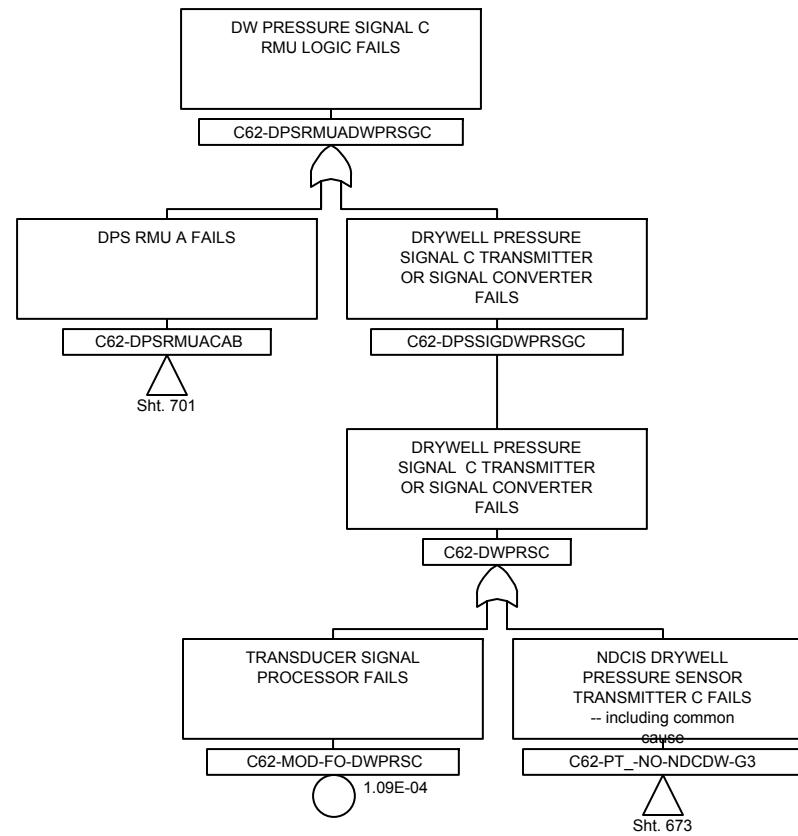 DW PRESSURE SIGNAL C
RMU LOGIC FAILS
C62-DPSRMUADWPRSGC
DPS RMU A FAILS
C62-DPSRMUACAB
Sht. 701
DRYWELL PRESSURE
SIGNAL C TRANSMITTER
OR SIGNAL CONVERTER
FAILS
C62-DPSSIGDWPRSGC
DRYWELL PRESSURE
SIGNAL C TRANSMITTER
OR SIGNAL CONVERTER
FAILS
C62-DWPRSC
TRANSDUCER SIGNAL
PROCESSOR FAILS
C62-MOD-FO-DWPRSC
1.09E-04
NDCIS DRYWELL
PRESSURE SENSOR
TRANSMITTER C FAILS
-- including common
cause
C62-PT_-NO-NDCDW-G3
Sht. 673